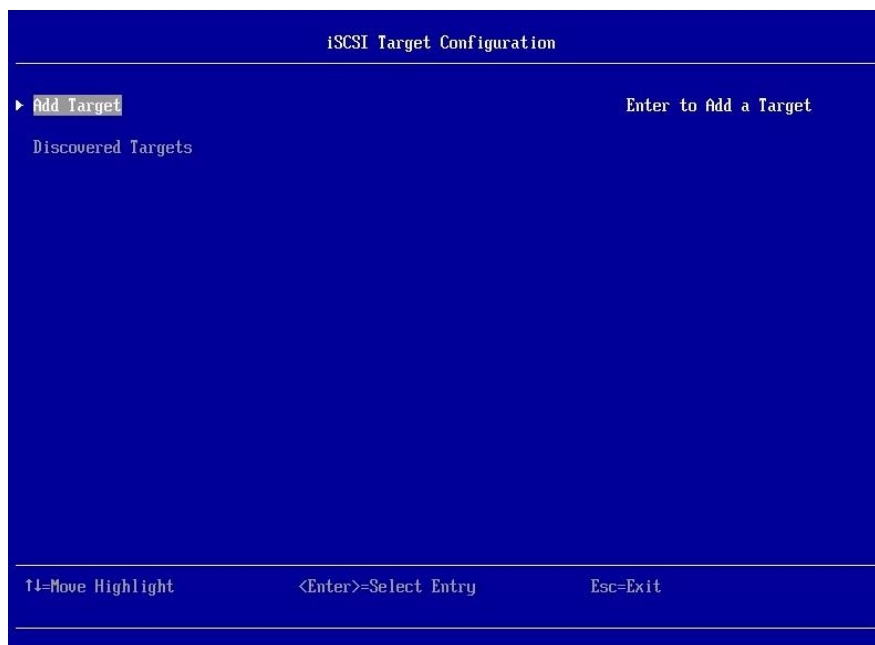 iSCSI Target Configuration
Add Target
Enter to Add a Target
Discovered Targets
↑↓=Move Highlight
<Enter>=Select Entry
Esc=Exit